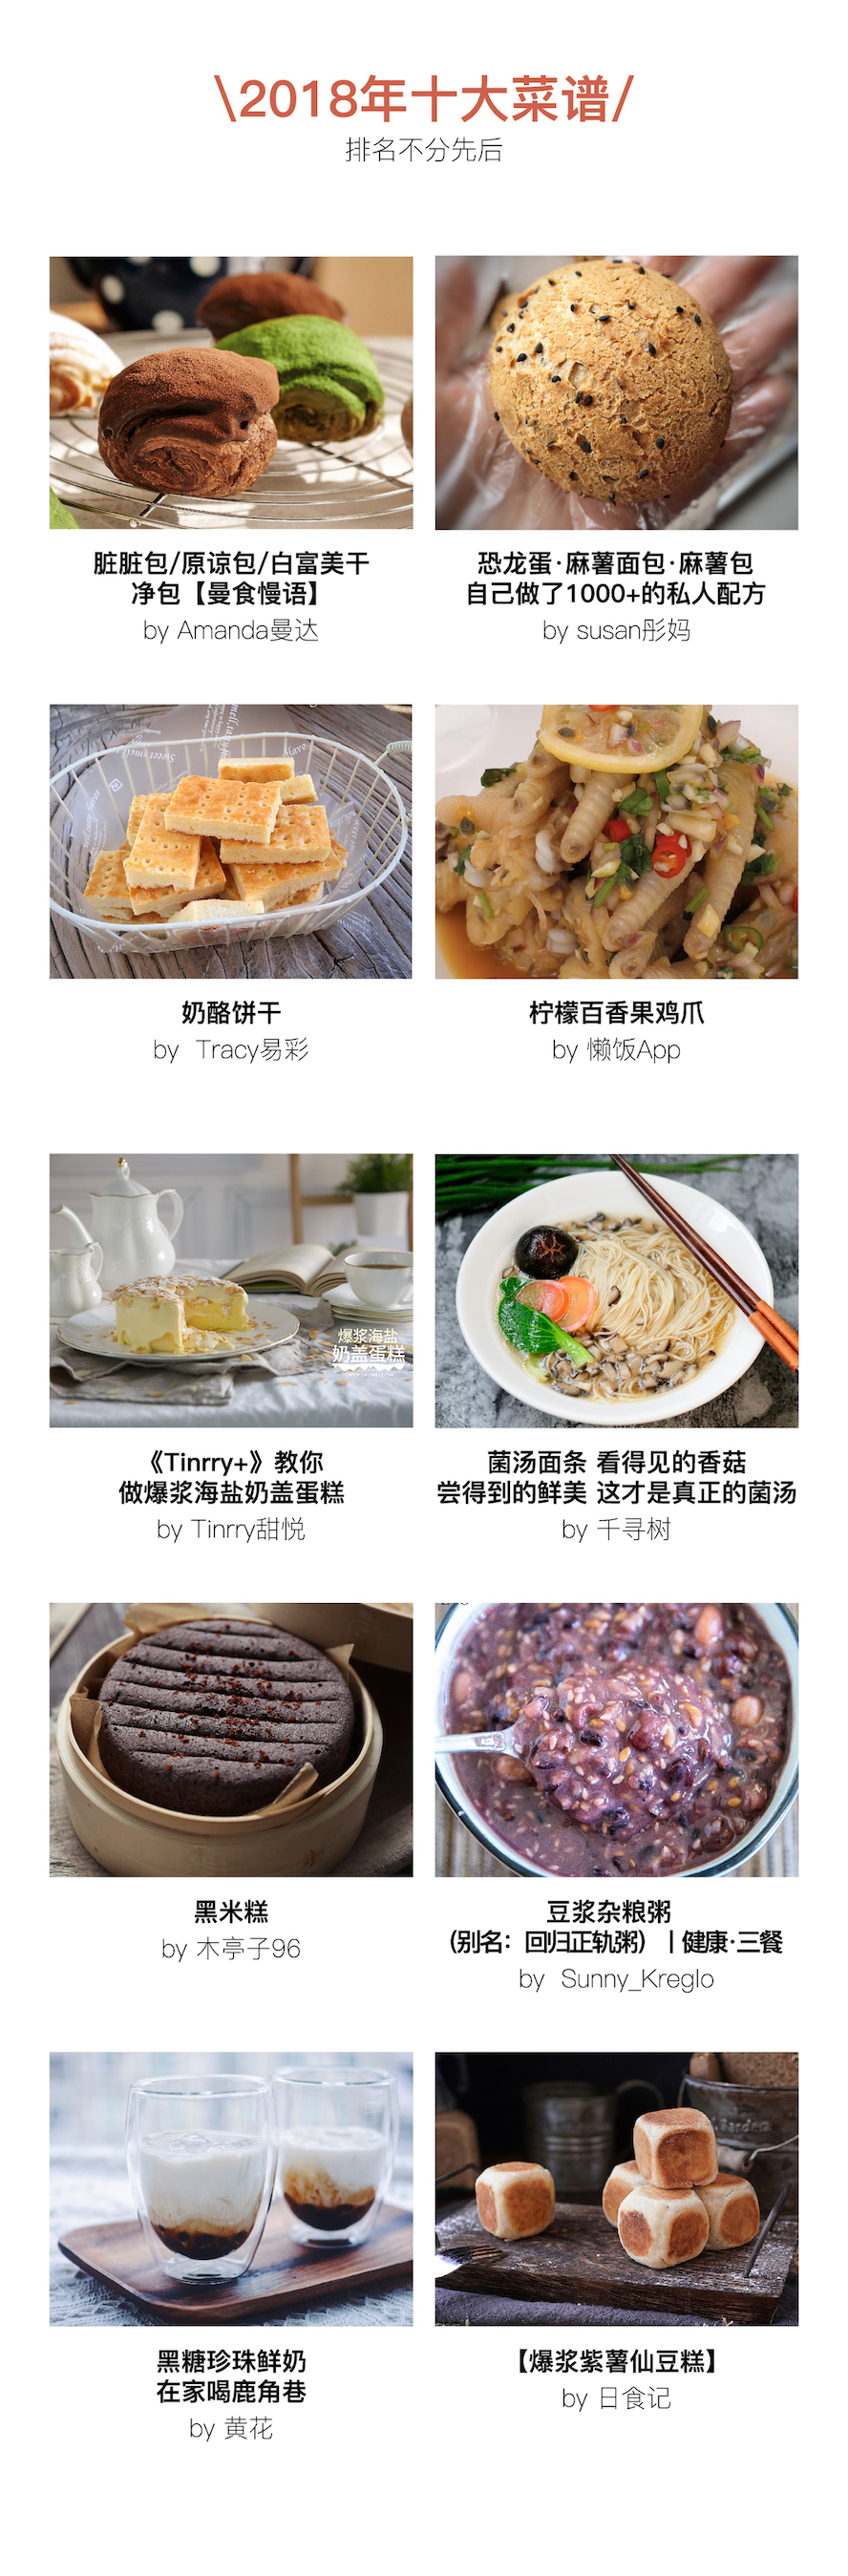 \2018年十大菜谱/
排名不分先后
脏脏包/原谅包/白富美干
净包【曼食慢语】
by Amanda曼达
恐龙蛋·麻薯面包·麻薯包
自己做了1000+的私人配方
by susan彤妈
奶酪饼干
by Tracy易彩
柠檬百香果鸡爪
by 懒饭App
爆浆海盐
奶盖蛋糕
《Tinrry+》教你
做爆浆海盐奶盖蛋糕
by Tinrry甜悦
菌汤面条 看得见的香菇
尝得到的鲜美 这才是真正的菌汤
by 千寻树
黑米糕
by 木亭子96
豆浆杂粮粥
（别名：回归正轨粥）丨健康·三餐
by Sunny_Kreglo
黑糖珍珠鲜奶
在家喝鹿角巷
by 黄花
【爆浆紫薯仙豆糕】
by 日食记